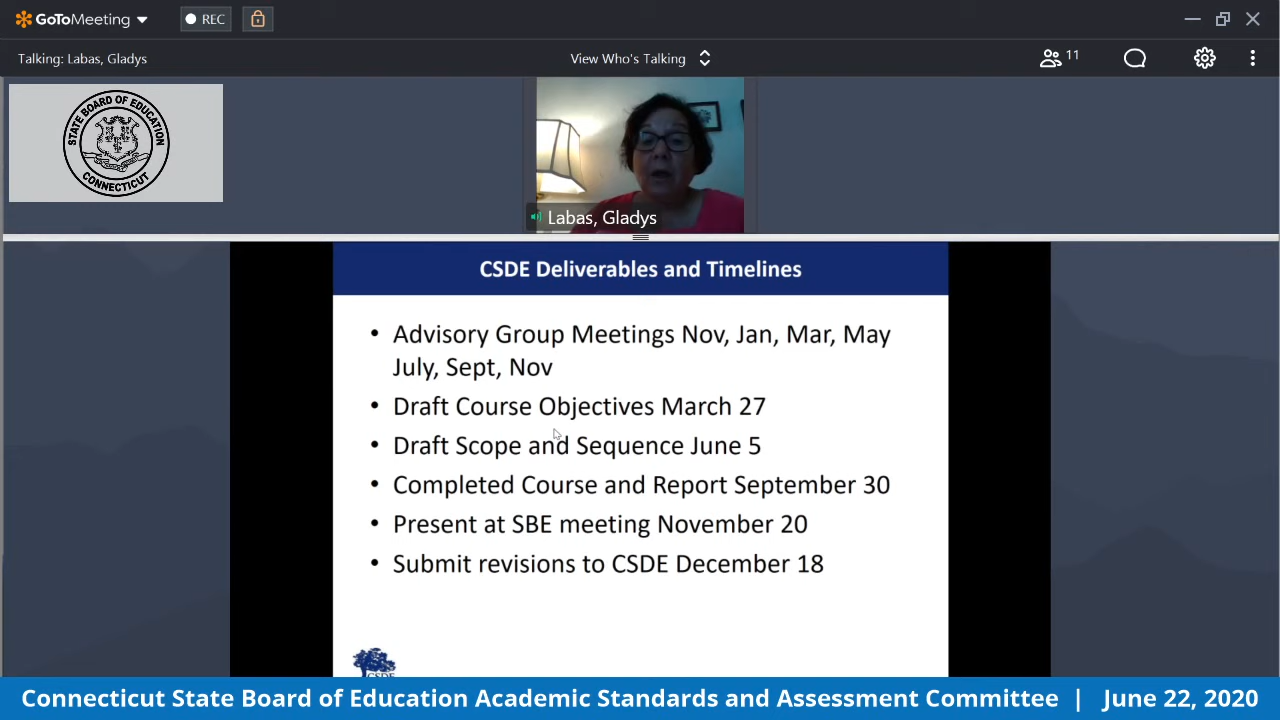 GoToMeeting
REC
Talking: Labas, Gladys
View Who's Talking
11
STATE BOARD OF EDUCATION
CONNECTICUT
Labas, Gladys
CSDE Deliverables and Timelines
• Advisory Group Meetings Nov, Jan, Mar, May
July, Sept, Nov
• Draft Course Objectives March 27
• Draft Scope and Sequence June 5
• Completed Course and Report September 30
• Present at SBE meeting November 20
• Submit revisions to CSDE December 18
CSDE
Connecticut State Board of Education Academic Standards and Assessment Committee | June 22, 2020